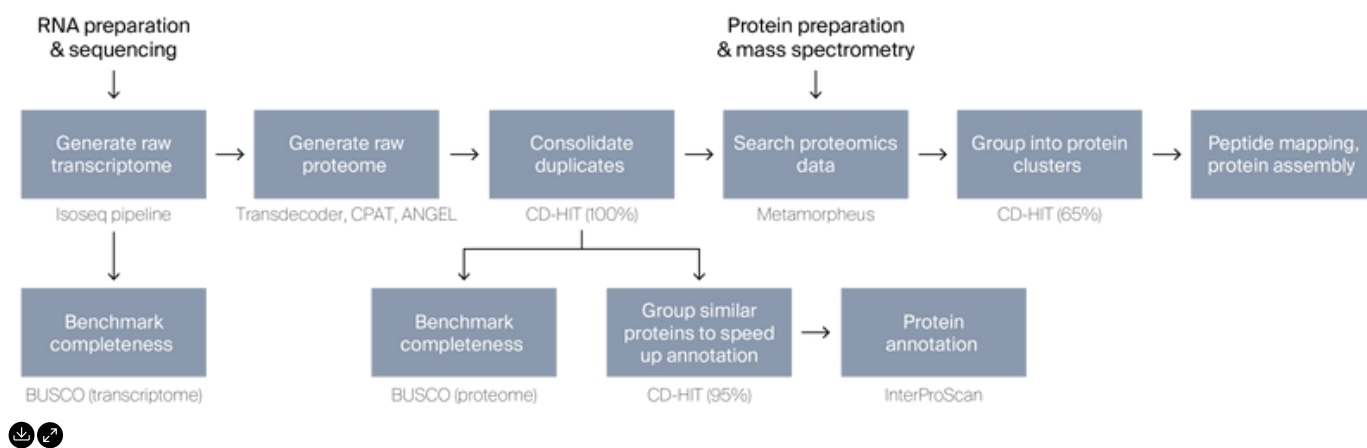 RNA preparation
& sequencing
Protein preparation
& mass spectrometry
Generate raw
transcriptome
Isoseq pipeline
Generate raw
proteome
Transdecoder, CPAT, ANGEL
Consolidate
duplicates
CD-HIT (100%)
Search proteomics
data
Metamorpheus
Group into protein
clusters
CD-HIT (65%)
Peptide mapping,
protein assembly
Benchmark
completeness
BUSCO (transcriptome)
Benchmark
completeness
BUSCO (proteome)
Group similar
proteins to speed
up annotation
CD-HIT (95%)
Protein
annotation
InterProScan